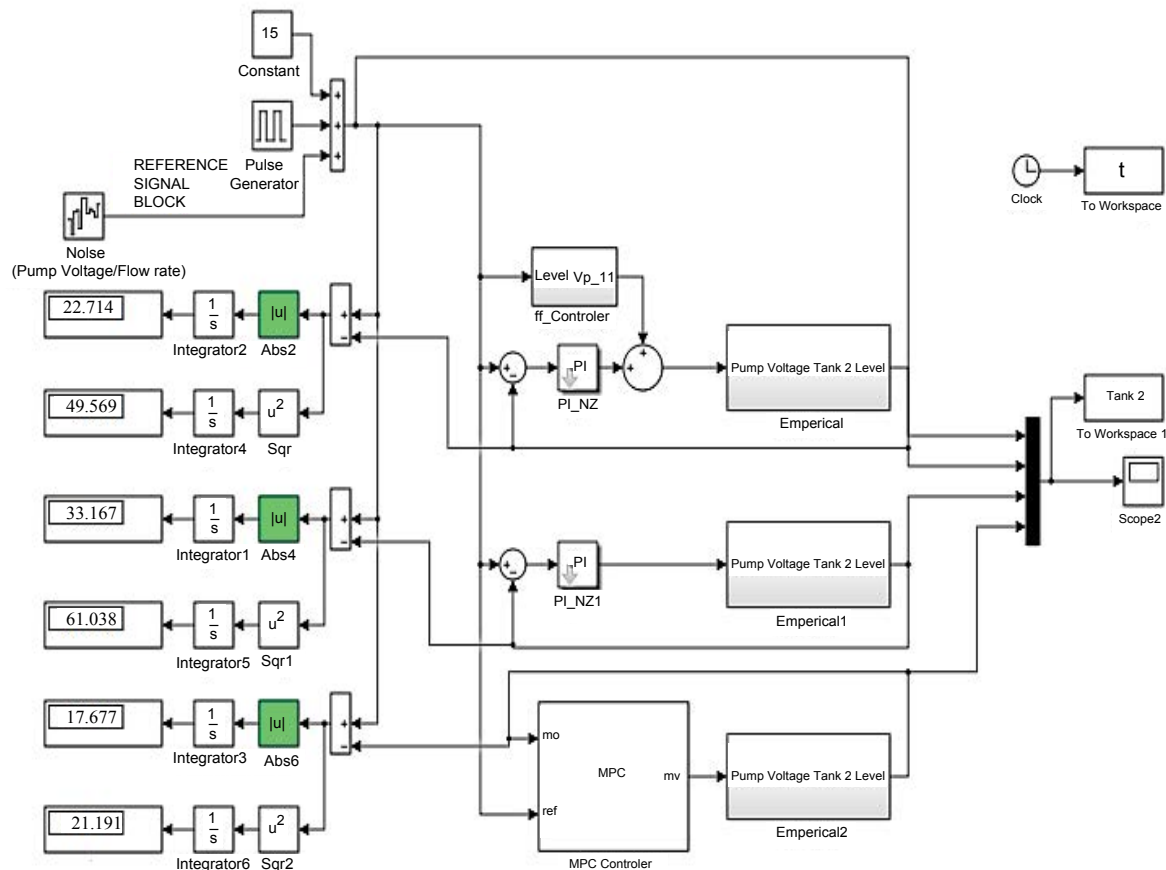 15
Constant
+
+
+
REFERENCE
SIGNAL
BLOCK
Pulse
Generator
Nolse
(Pump Voltage/Flow rate)
t
Clock
To Workspace
Level Vp_11
ff_Controler
22.714
1
s
|u|
+
−
Integrator2
Abs2
+
−
PI
+
+
Pump Voltage Tank 2 Level
PI_NZ
Emperical
49.569
1
s
u²
Integrator4
Sqr
Tank 2
To Workspace 1
Scope2
33.167
1
s
|u|
+
−
Integrator1
Abs4
+
−
PI
Pump Voltage Tank 2 Level
PI_NZ1
Emperical1
61.038
1
s
u²
Integrator5
Sqr1
17.677
1
s
|u|
+
−
Integrator3
Abs6
mo
MPC
mv
ref
Pump Voltage Tank 2 Level
Emperical2
MPC Controler
21.191
1
s
u²
Integrator6
Sqr2